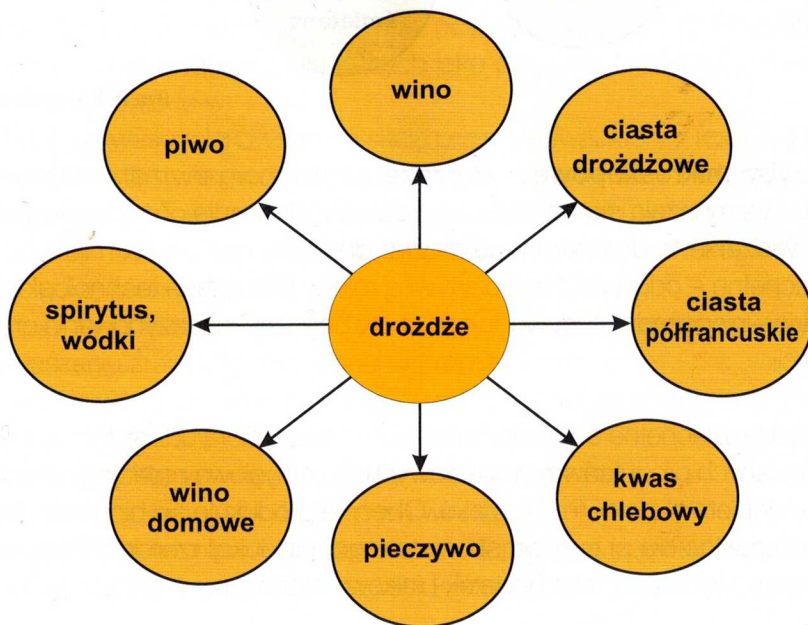 wino
piwo
ciasta
drożdżowe
spirytus,
wódki
drożdże
ciasta
półfrancuskie
wino
domowe
pieczywo
kwas
chlebowy